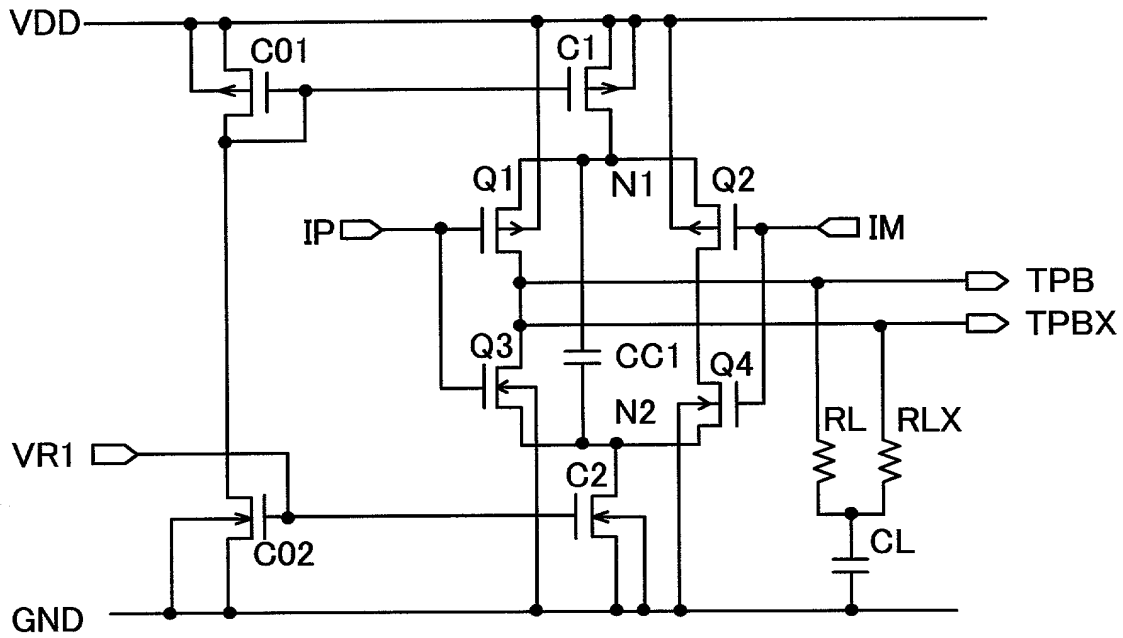 VDD
C01
C1
N1
Q1
Q2
IP
IM
TPB
TPBX
Q3
CC1
Q4
N2
RL
RLX
VR1
C2
C02
CL
GND